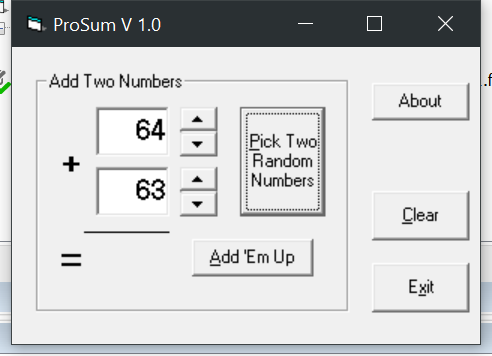 ProSum V 1.0
Add Two Numbers
64
+
63
=
Pick Two
Random
Numbers
Add 'Em Up
About
Clear
Exit
.f